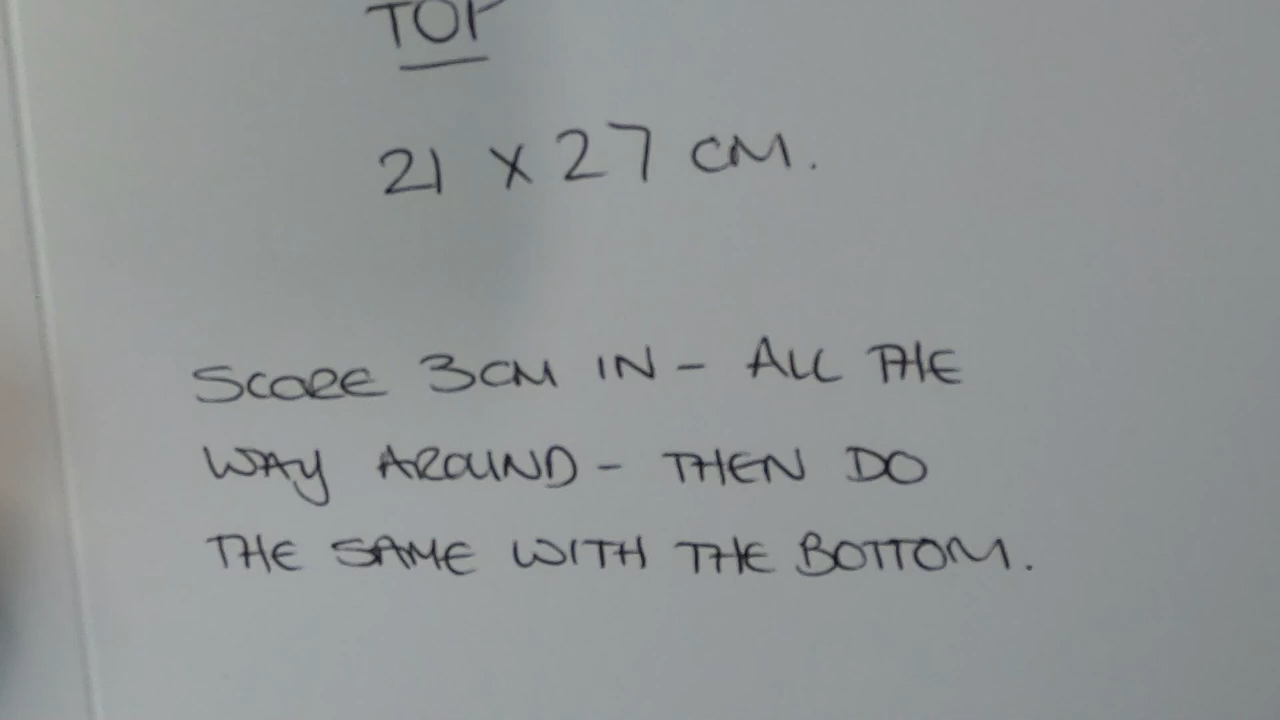 TOP
21 X 27 CM.
SCORE 3CM IN - ALL THE
WAY AROUND - THEN DO
THE SAME WITH THE BOTTOM.